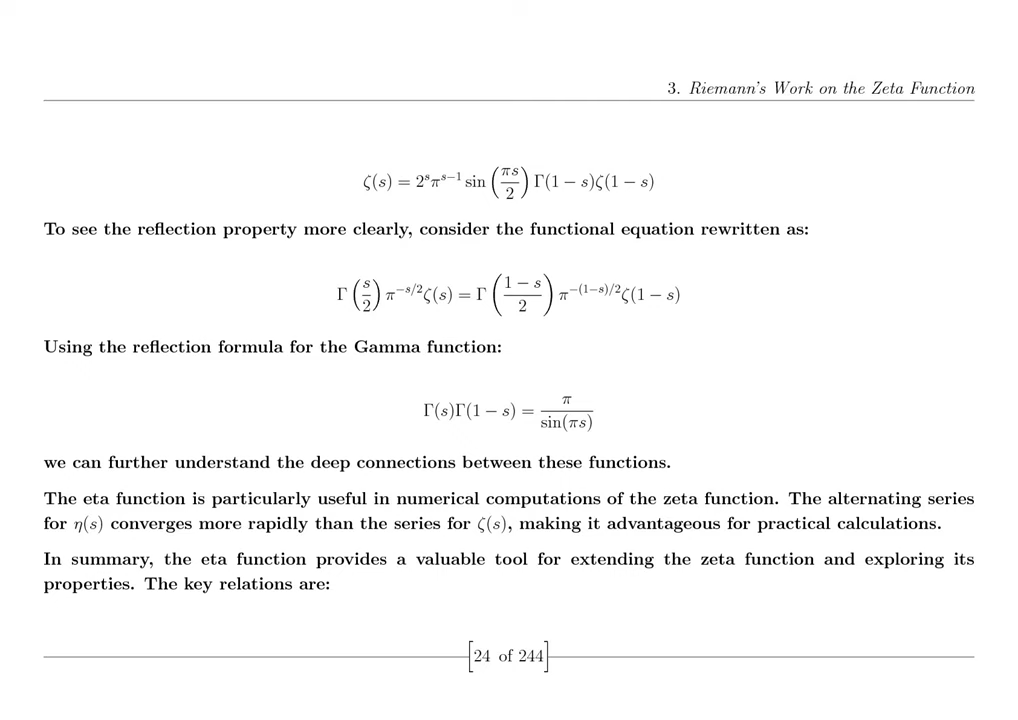 3. Riemann's Work on the Zeta Function
ζ(s) = 2^s π^{s−1} sin (πs/2) Γ(1 − s)ζ(1 − s)
To see the reflection property more clearly, consider the functional equation rewritten as:
Γ (s/2) π^{−s/2} ζ(s) = Γ ((1 − s)/2) π^{−(1−s)/2} ζ(1 − s)
Using the reflection formula for the Gamma function:
Γ(s)Γ(1 − s) = π/sin(πs)
we can further understand the deep connections between these functions.
The eta function is particularly useful in numerical computations of the zeta function. The alternating series
for η(s) converges more rapidly than the series for ζ(s), making it advantageous for practical calculations.
In summary, the eta function provides a valuable tool for extending the zeta function and exploring its
properties. The key relations are:
[24 of 244]